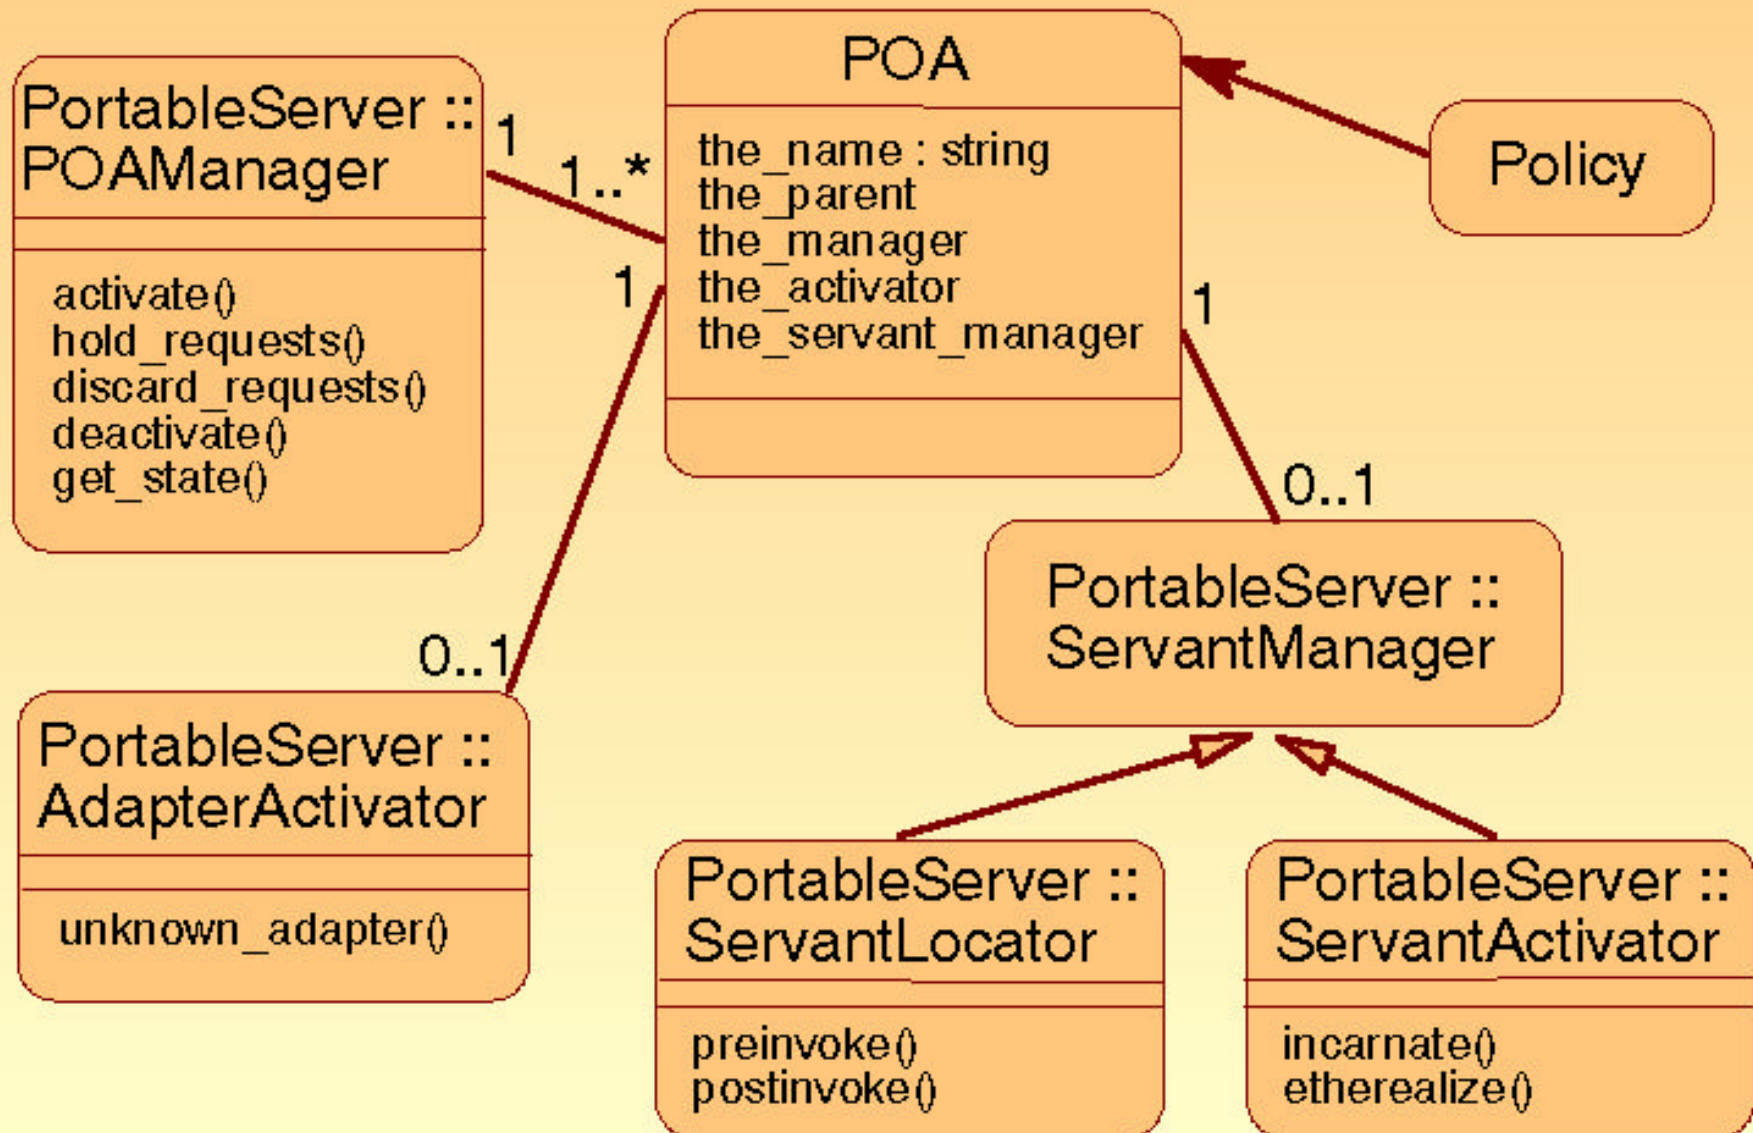 PortableServer ::
POAManager
activate()
hold_requests()
discard_requests()
deactivate()
get_state()
1
1..*
POA
the_name : string
the_parent
the_manager
the_activator
the_servant_manager
Policy
1
0..1
1
0..1
PortableServer ::
ServantManager
PortableServer ::
AdapterActivator
unknown_adapter()
PortableServer ::
ServantLocator
preinvoke()
postinvoke()
PortableServer ::
ServantActivator
incarnate()
etherealize()